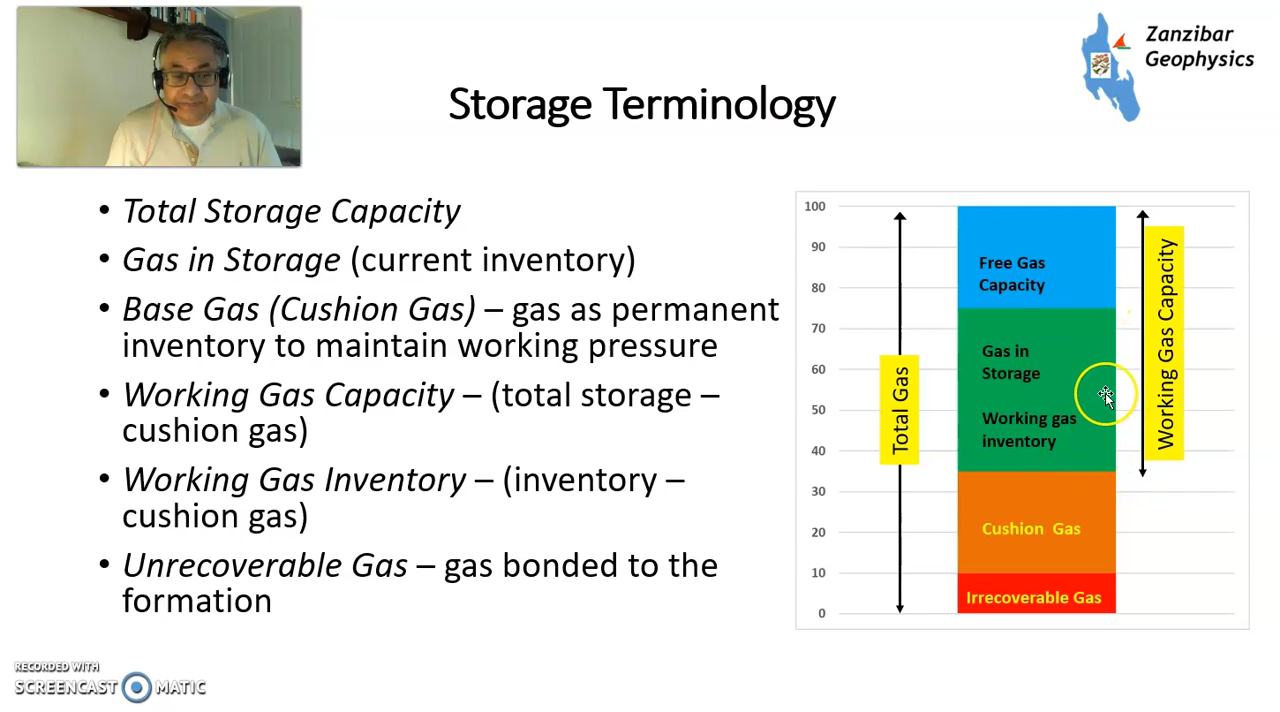 Zanzibar
Geophysics
Storage Terminology
• Total Storage Capacity
• Gas in Storage (current inventory)
• Base Gas (Cushion Gas) – gas as permanent
inventory to maintain working pressure
• Working Gas Capacity – (total storage –
cushion gas)
• Working Gas Inventory – (inventory –
cushion gas)
• Unrecoverable Gas – gas bonded to the
formation
100
90
80
70
60
50
40
30
20
10
0
Total Gas
Free Gas
Capacity
Gas in
Storage
Working gas
inventory
Cushion Gas
Irrecoverable Gas
Working Gas Capacity
RECORDED WITH
SCREENCAST MATIC